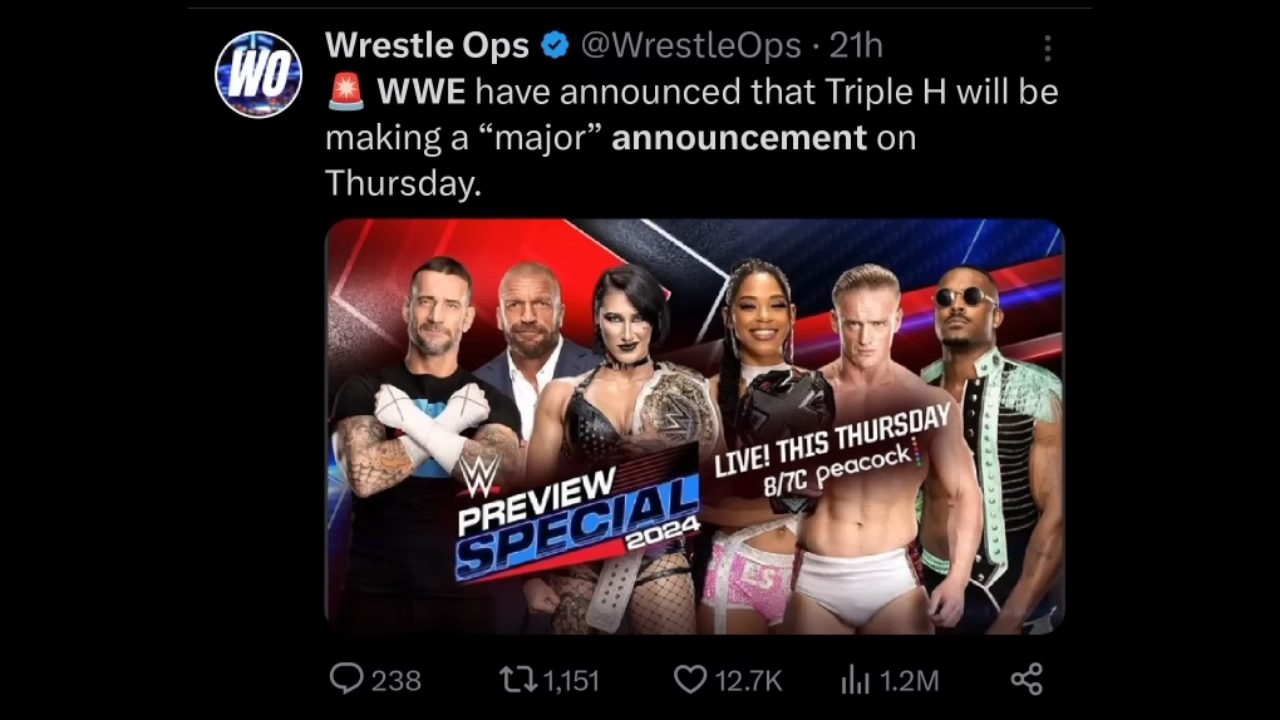 WO
Wrestle Ops @WrestleOps · 21h
🚨 WWE have announced that Triple H will be
making a “major” announcement on
Thursday.
W
PREVIEW
SPECIAL
2024
LIVE! THIS THURSDAY
8/7C peacock
ES
238 1,151 12.7K 1.2M